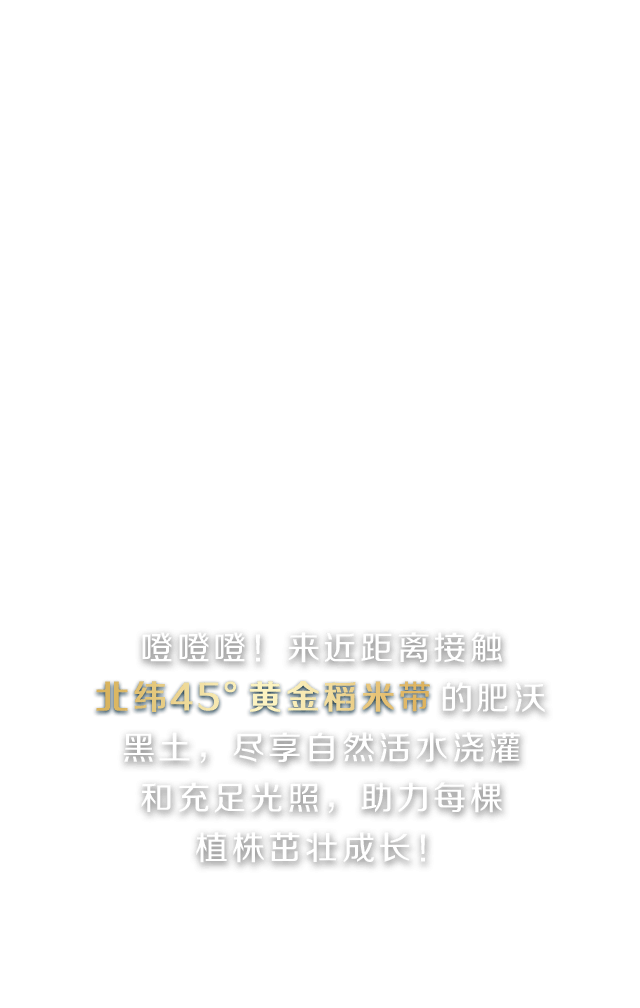 噔噔噔！来近距离接触
北纬45°黄金稻米带的肥沃
黑土，尽享自然活水浇灌
和充足光照，助力每棵
植株茁壮成长！